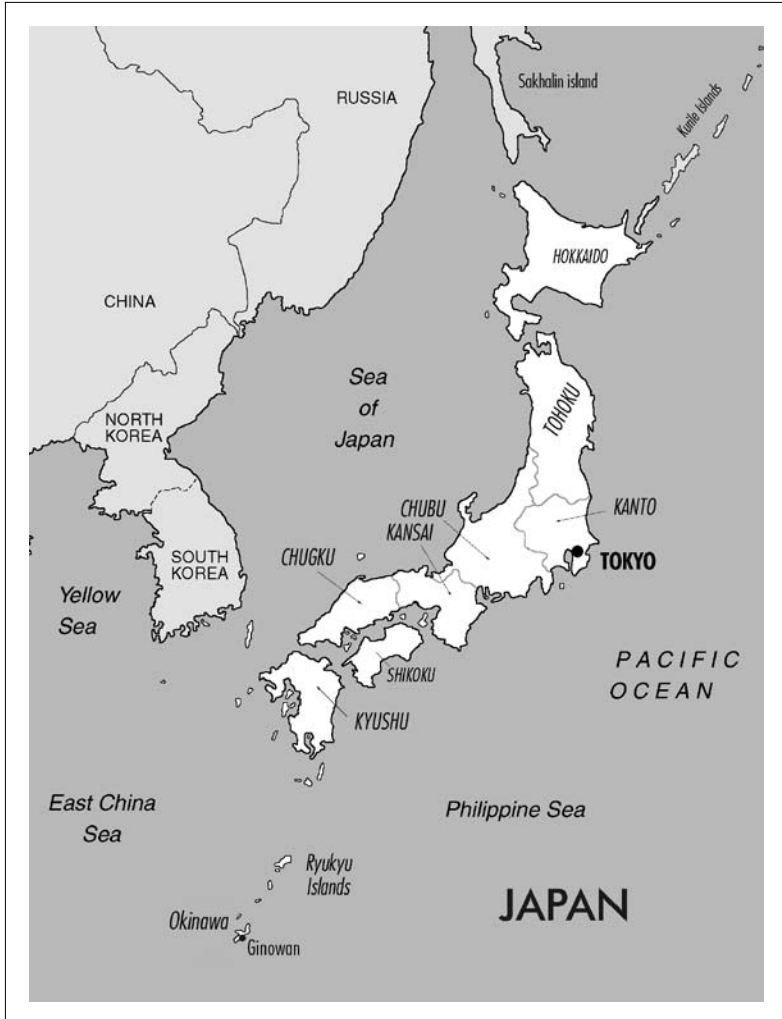 Sakhalin island
RUSSIA
Kurile Islands
HOKKAIDO
CHINA
Sea
of
Japan
TOHOKU
NORTH
KOREA
CHUBU
KANSAI
KANTO
CHUGKU
SOUTH
KOREA
TOKYO
Yellow
Sea
SHIKOKU
PACIFIC
OCEAN
KYUSHU
East China
Sea
Philippine Sea
Ryukyu
Islands
JAPAN
Okinawa
Ginowan